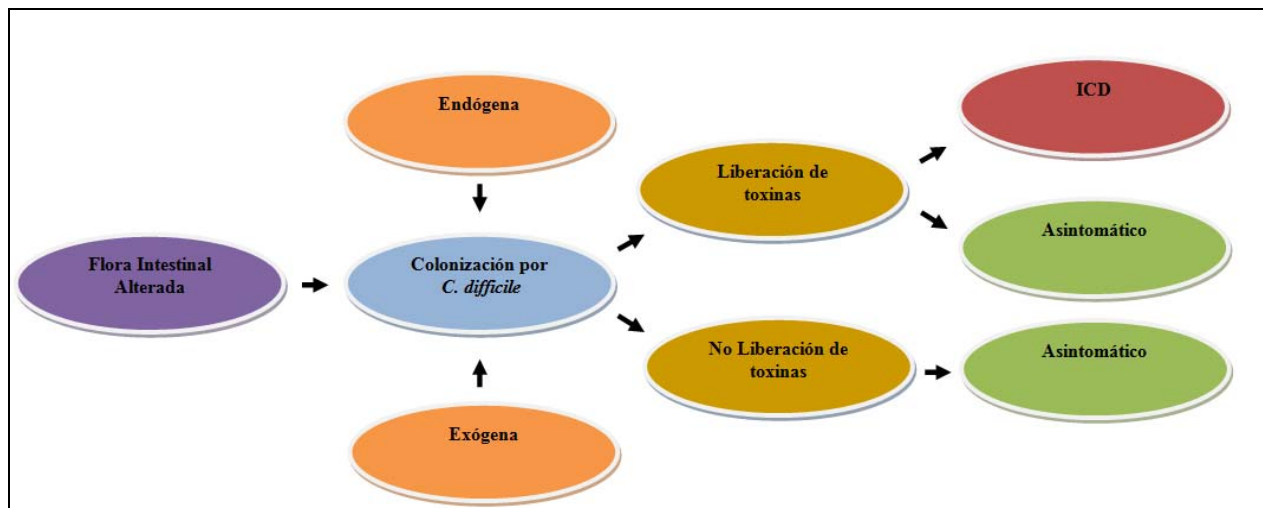 Endógena
ICD
Liberación de
toxinas
Asintomático
Flora Intestinal
Alterada
Colonización por
C. difficile
No Liberación de
toxinas
Asintomático
Exógena